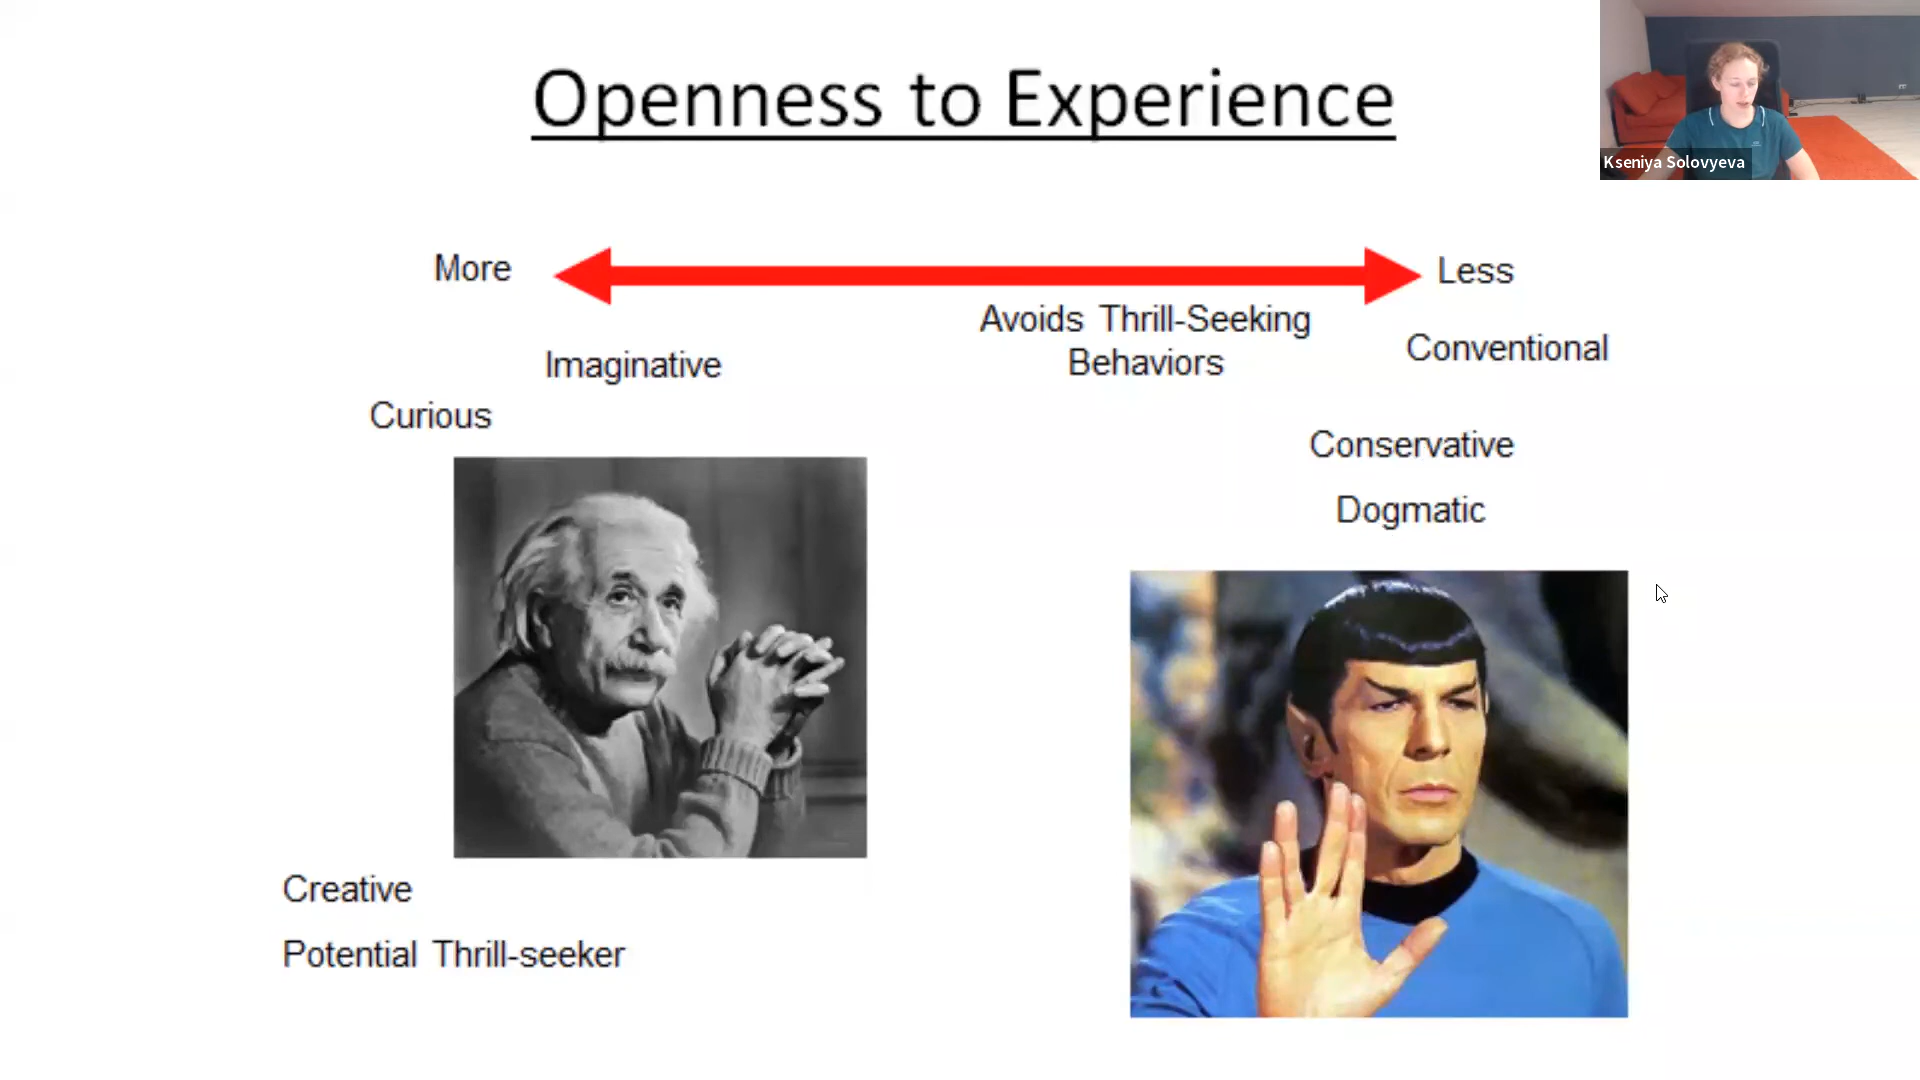 Openness to Experience
Kseniya Solovyeva
More
Less
Avoids Thrill-Seeking
Behaviors
Conventional
Imaginative
Curious
Conservative
Dogmatic
Creative
Potential Thrill-seeker